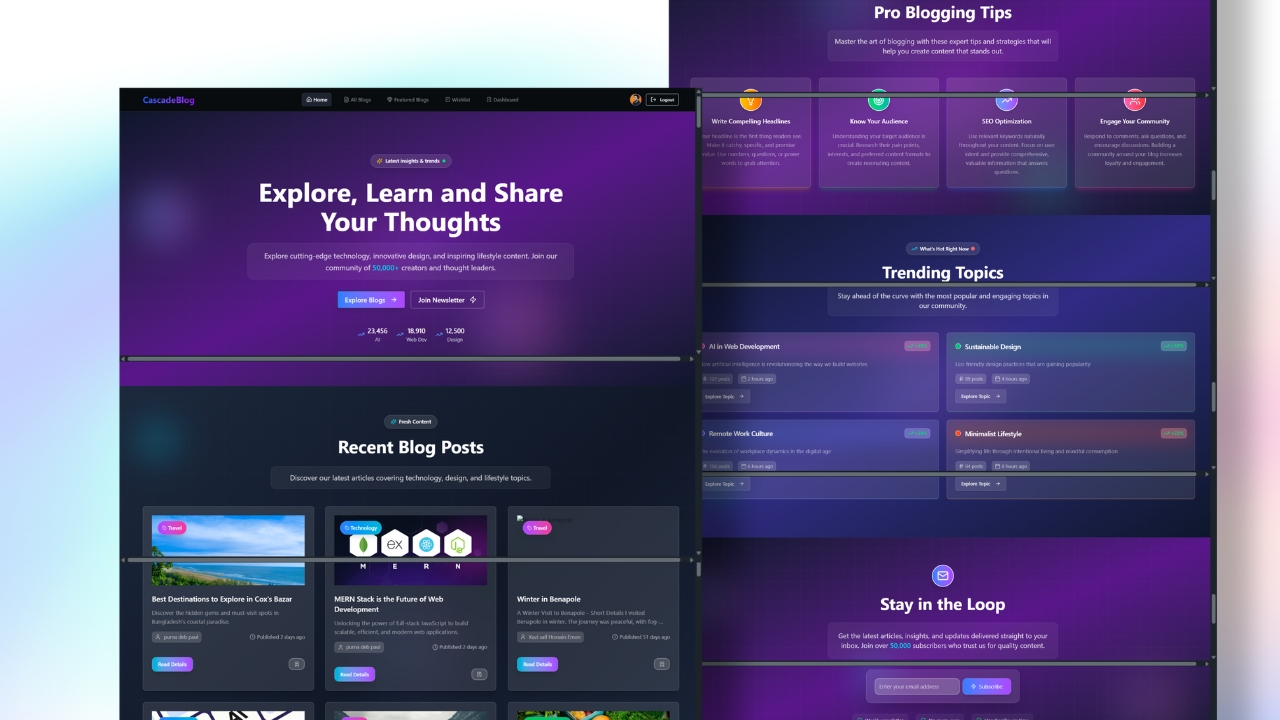 CascadeBlog
Home
All Blogs
Featured Blogs
Wishlist
Dashboard
Logout
Latest insights & trends
Explore, Learn and Share
Your Thoughts
Explore cutting-edge technology, innovative design, and inspiring lifestyle content. Join our
community of 50,000+ creators and thought leaders.
Explore Blogs
Join Newsletter
23,456
AI
18,910
Web Dev
12,500
Design
Fresh Content
Recent Blog Posts
Discover our latest articles covering technology, design, and lifestyle topics.
Travel
Best Destinations to Explore in Cox's Bazar
Discover the hidden gems and must-visit spots in
Bangladesh's coastal paradise.
purna deb paul
Published 2 days ago
Read Details
Technology
ex
M E R N
MERN Stack is the Future of Web
Development
Unlocking the power of full-stack JavaScript to build
scalable, efficient, and modern web applications.
purna deb paul
Published 2 days ago
Read Details
Travel
Winter in Benapole
A Winter Visit to Benapole – Short Details I visited
Benapole in winter. The journey was peaceful, with fog ...
Hossain Emon
Published 51 days ago
Read Details
Pro Blogging Tips
Master the art of blogging with these expert tips and strategies that will
help you create content that stands out.
Write Compelling Headlines
headline is the first thing readers see.
Make it catchy, specific, and promise
value. Use numbers, questions, or power
words to grab attention.
Know Your Audience
Understanding your target audience is
crucial. Research their pain points,
interests, and preferred content formats to
create resonating content.
SEO Optimization
Use relevant keywords naturally
throughout your content. Focus on user
intent and provide comprehensive,
valuable information that answers
questions.
Engage Your Community
Respond to comments, ask questions, and
encourage discussions. Building a
community around your blog increases
loyalty and engagement.
What's Hot Right Now
Trending Topics
Stay ahead of the curve with the most popular and engaging topics in
our community.
AI in Web Development
How artificial intelligence is revolutionizing the way we build websites
posts
2 hours ago
Explore Topic
Sustainable Design
Eco-friendly design practices that are gaining popularity
posts
4 hours ago
Explore Topic
Remote Work Culture
The evolution of workplace dynamics in the digital age
posts
6 hours ago
Explore Topic
Minimalist Lifestyle
Simplifying life through intentional living and mindful consumption
posts
8 hours ago
Explore Topic
Stay in the Loop
Get the latest articles, insights, and updates delivered straight to your
inbox. Join over 50,000 subscribers who trust us for quality content.
Enter your email address
Subscribe